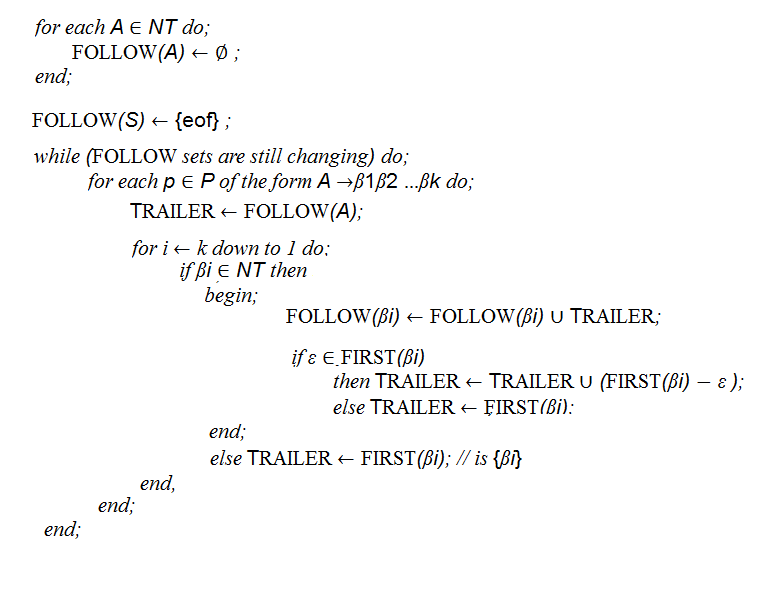 for each A ∈ NT do;
FOLLOW(A) ← ∅ ;
end;
FOLLOW(S) ← {eof} ;
while (FOLLOW sets are still changing) do;
for each p ∈ P of the form A →β1β2 ...βk do;
TRAILER ← FOLLOW(A);
for i ← k down to 1 do;
if βi ∈ NT then
begin;
FOLLOW(βi) ← FOLLOW(βi) ∪ TRAILER;
if ε ∈ FIRST(βi)
then TRAILER ← TRAILER ∪ (FIRST(βi) − ε );
else TRAILER ← FIRST(βi):
end;
else TRAILER ← FIRST(βi); // is {βi}
end,
end;
end;